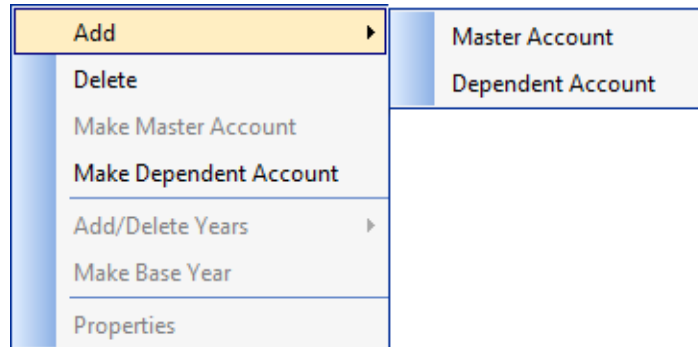 Add
Delete
Make Master Account
Make Dependent Account
Add/Delete Years
Make Base Year
Properties
Master Account
Dependent Account